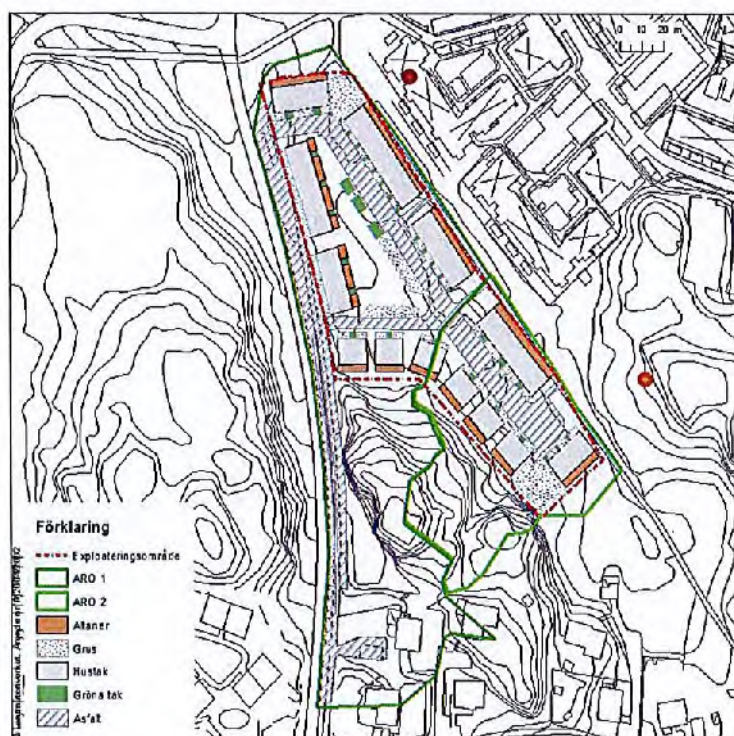 0 10 20 m
Förklaring
Exploateringsområde
ARO 1
ARO 2
Altaner
Grus
Hustak
Gröna tak
Asfalt